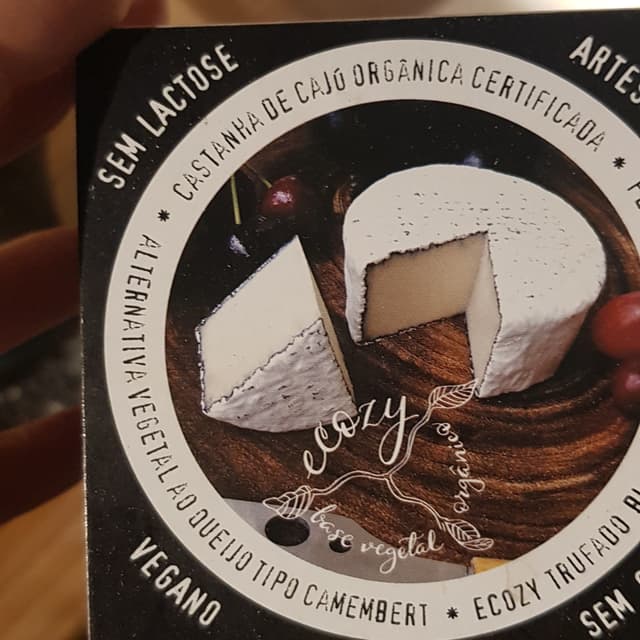 SEM LACTOSE
ARTES
* CASTANHA DE CAJÚ ORGÂNICA CERTIFICADA *
ecozy
orgânico
base vegetal
ALTERNATIVA VEGETAL AO QUEIJO TIPO CAMEMBERT * ECOZY TRUFADO
VEGANO
SEM